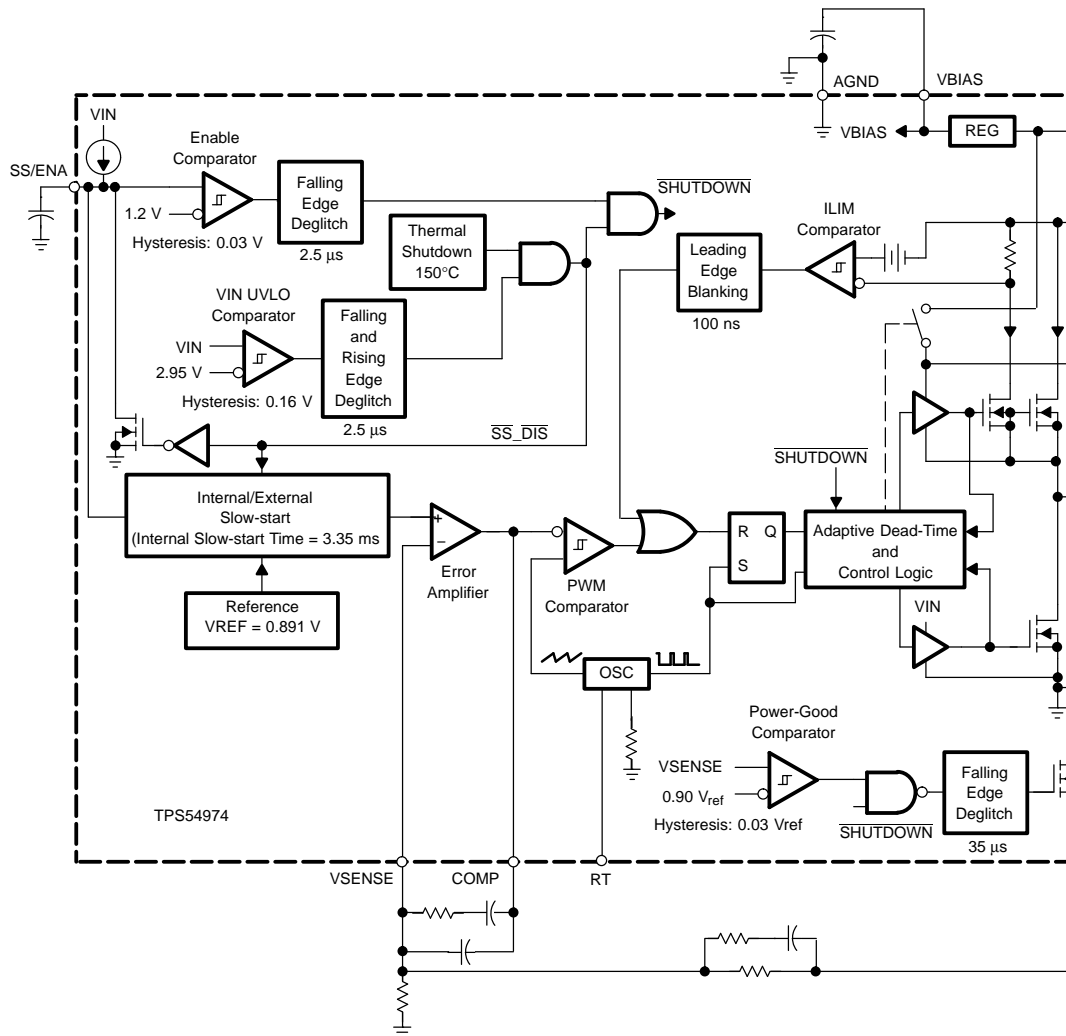 AGND
VBIAS
VIN
Enable
Comparator
SS/ENA
1.2 V
Hysteresis: 0.03 V
Falling
Edge
Deglitch
2.5 µs
Thermal
Shutdown
150°C
SHUTDOWN
VBIAS
REG
ILIM
Comparator
Leading
Edge
Blanking
100 ns
VIN UVLO
Comparator
VIN
2.95 V
Hysteresis: 0.16 V
Falling
and
Rising
Edge
Deglitch
2.5 µs
SS_DIS
Internal/External
Slow-start
(Internal Slow-start Time = 3.35 ms
Reference
VREF = 0.891 V
+
−
Error
Amplifier
PWM
Comparator
R
Q
S
SHUTDOWN
Adaptive Dead-Time
and
Control Logic
VIN
OSC
Power-Good
Comparator
VSENSE
0.90 Vref
Hysteresis: 0.03 Vref
SHUTDOWN
Falling
Edge
Deglitch
35 µs
TPS54974
VSENSE
COMP
RT